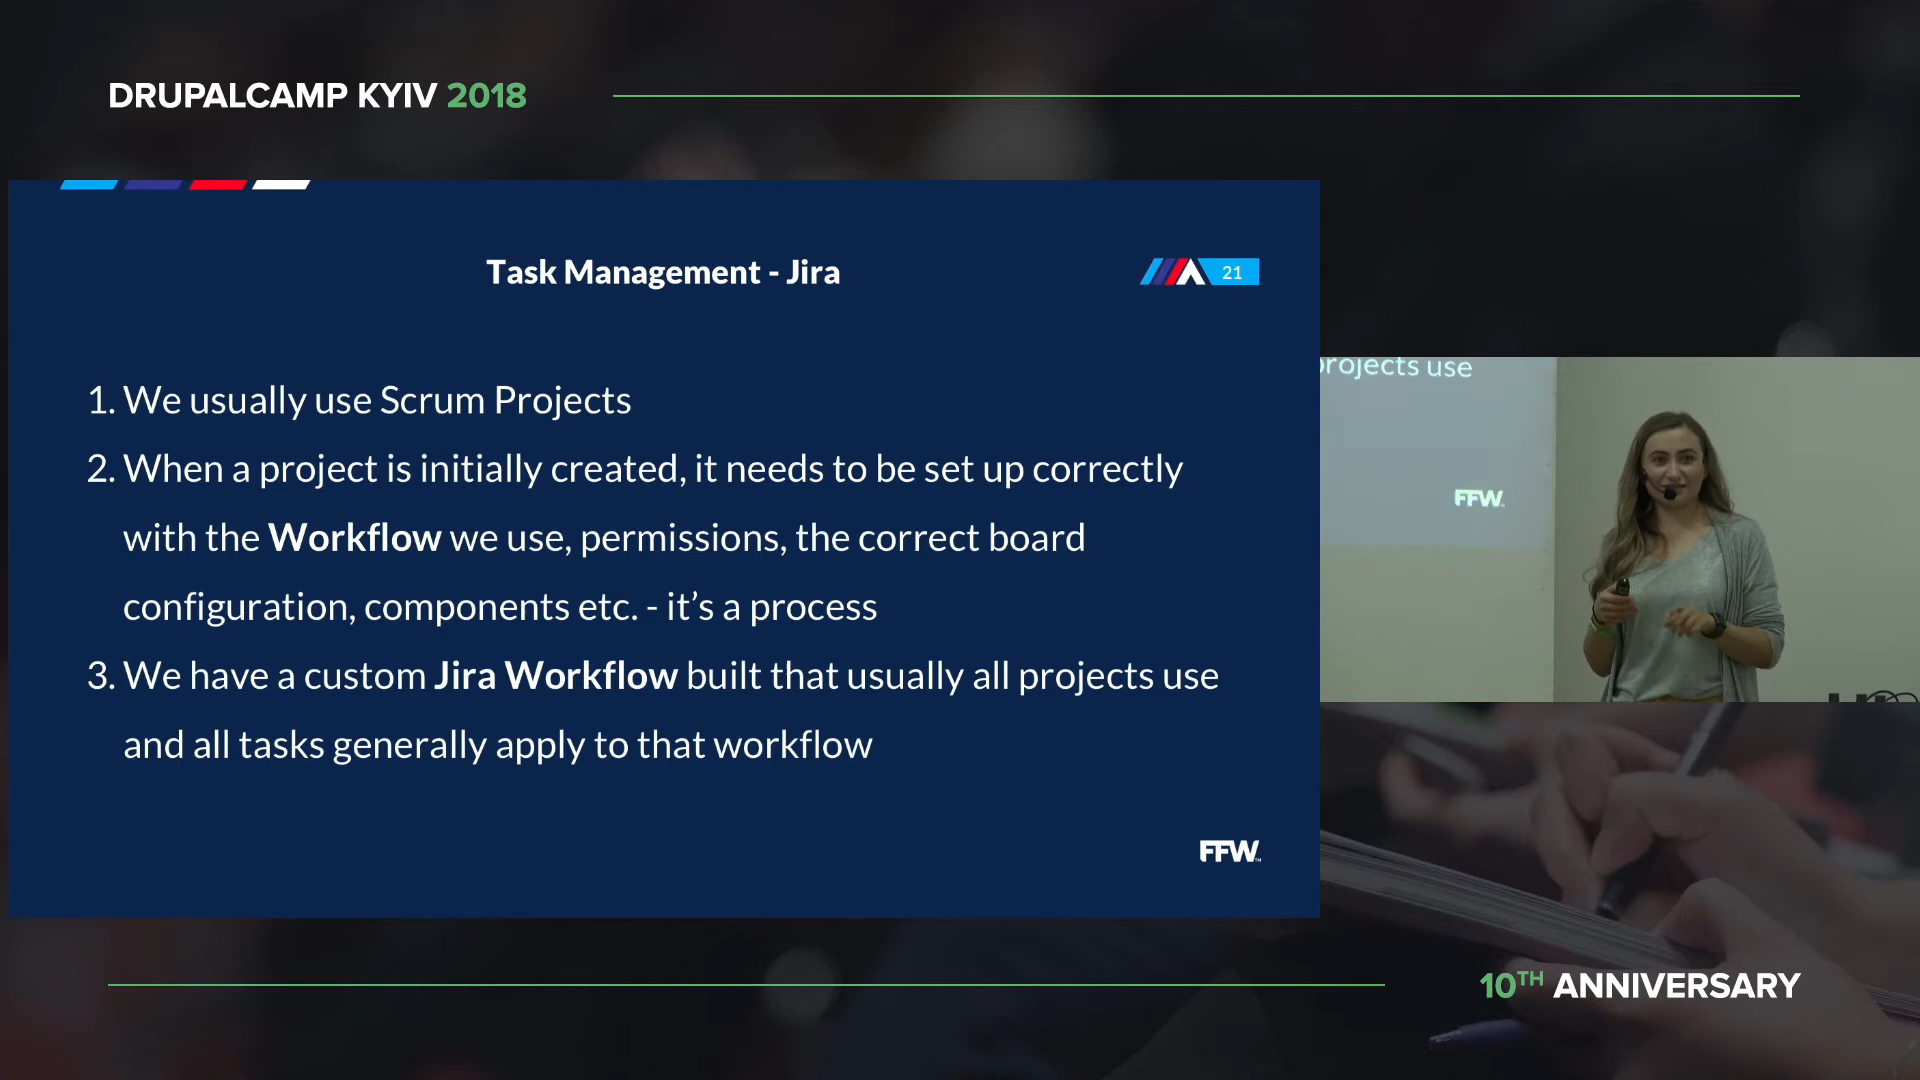 DRUPALCAMP KYIV 2018
Task Management - Jira
21
1. We usually use Scrum Projects
2. When a project is initially created, it needs to be set up correctly
with the Workflow we use, permissions, the correct board
configuration, components etc. - it's a process
3. We have a custom Jira Workflow built that usually all projects use
and all tasks generally apply to that workflow
FFW
projects use
FFW
10TH ANNIVERSARY